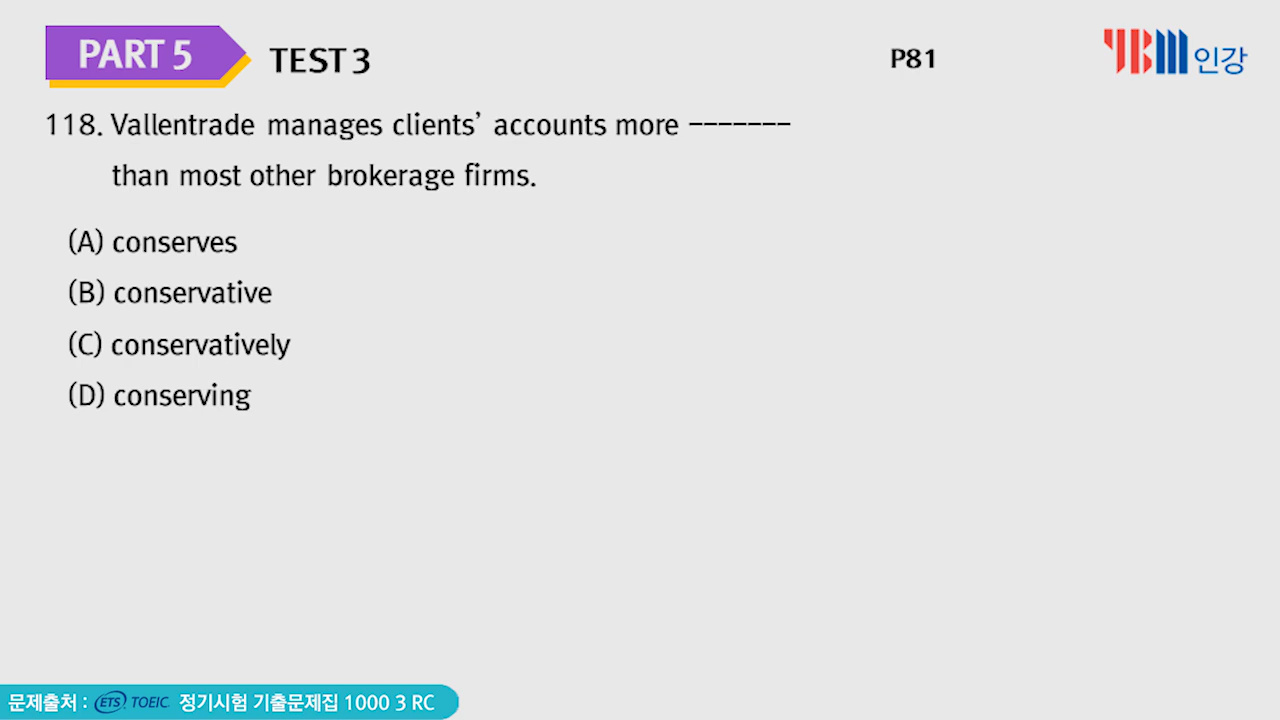 PART 5 TEST 3 P81 YBM 인강
118. Vallentrade manages clients’ accounts more -------
than most other brokerage firms.
(A) conserves
(B) conservative
(C) conservatively
(D) conserving
문제출처 : ETS TOEIC 정기시험 기출문제집 1000 3 RC